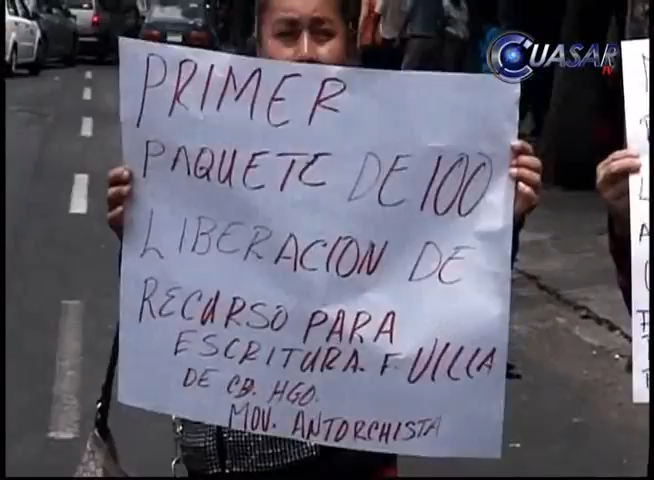 CUASAR
TV
PRIMER
PAQUETE DE 100
LIBERACION DE
RECURSO PARA
ESCRITURA. F. VILLA
DE CD. HGO.
MOV. ANTORCHISTA